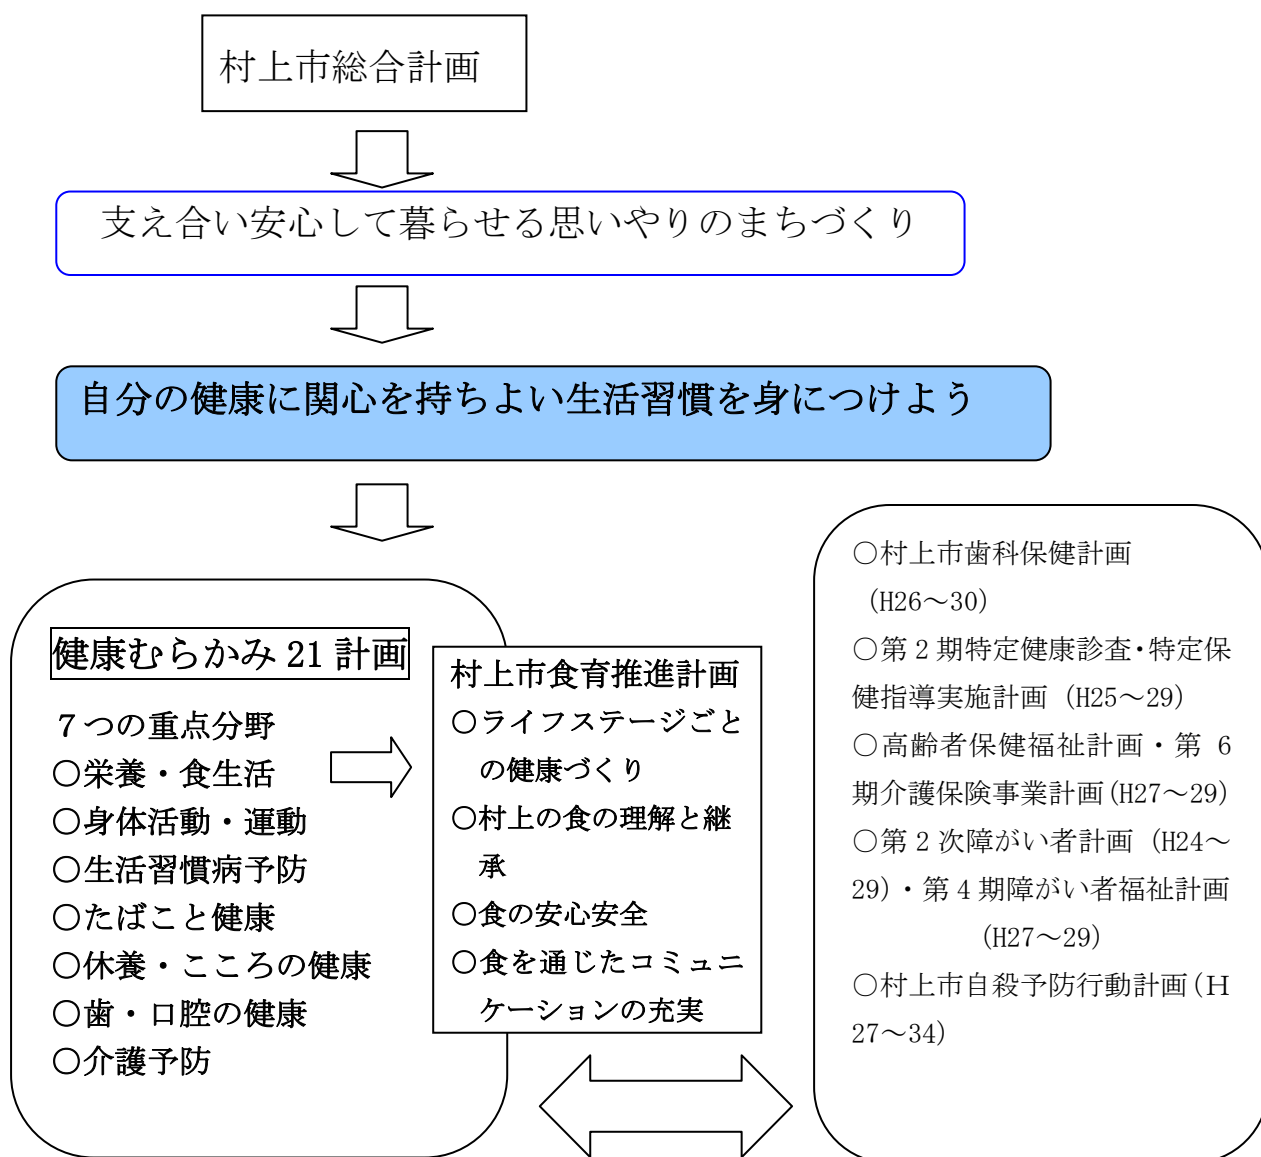 村上市総合計画
支え合い安心して暮らせる思いやりのまちづくり
自分の健康に関心を持ちよい生活習慣を身につけよう
健康むらかみ 21 計画
７つの重点分野
○栄養・食生活
○身体活動・運動
○生活習慣病予防
○たばこと健康
○休養・こころの健康
○歯・口腔の健康
○介護予防
村上市食育推進計画
○ライフステージごと
の健康づくり
○村上の食の理解と継
承
○食の安心安全
○食を通じたコミュニ
ケーションの充実
○村上市歯科保健計画
(H26～30)
○第 2 期特定健康診査・特定保
健指導実施計画 (H25～29)
○高齢者保健福祉計画・第 6
期介護保険事業計画(H27～29)
○第 2 次障がい者計画 (H24～
29)・第 4 期障がい者福祉計画
(H27～29)
○村上市自殺予防行動計画(Ｈ
27～34)